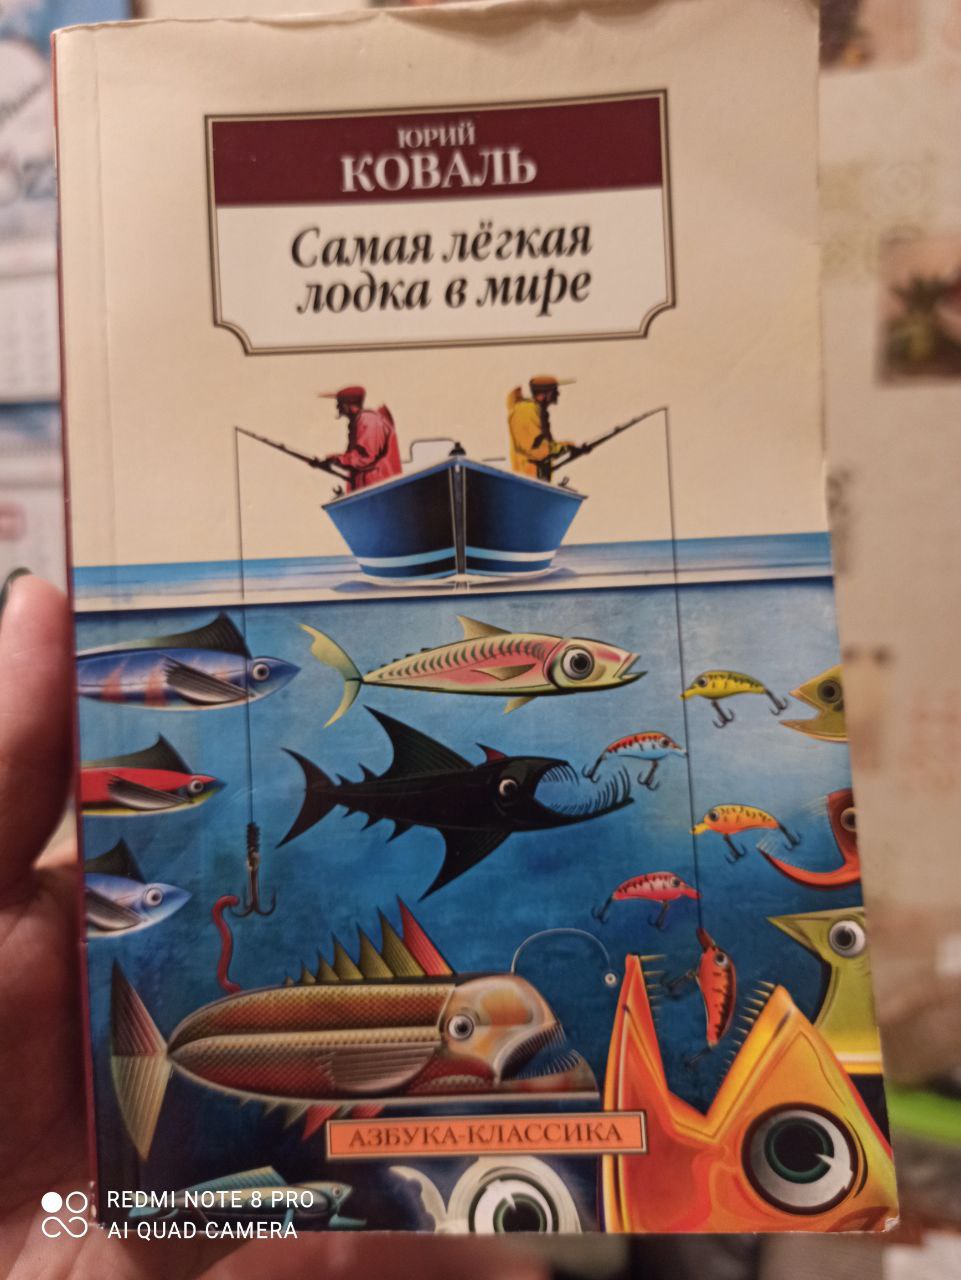 ЮРИЙ
КОВАЛЬ
Самая лёгкая
лодка в мире
АЗБУКА-КЛАССИКА
REDMI NOTE 8 PRO
AI QUAD CAMERA